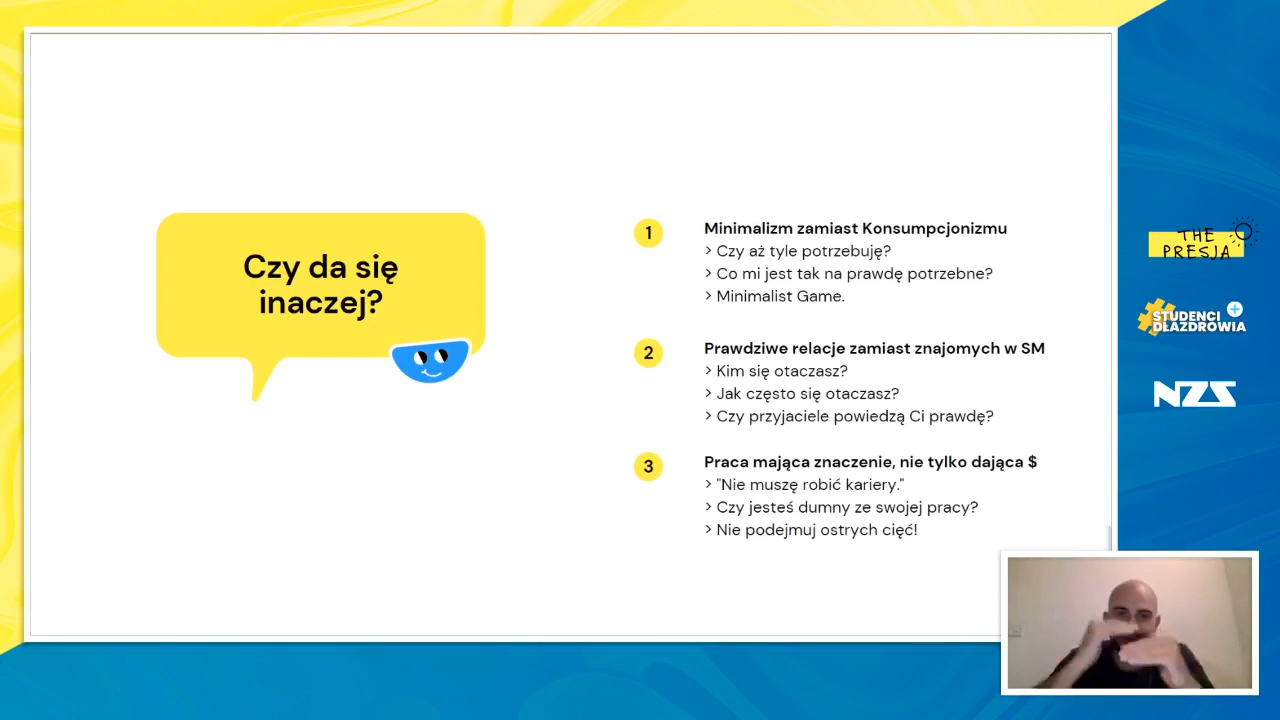 Czy da się
inaczej?
1
Minimalizm zamiast Konsumpcjonizmu
> Czy aż tyle potrzebuję?
> Co mi jest tak na prawdę potrzebne?
> Minimalist Game.
2
Prawdziwe relacje zamiast znajomych w SM
> Kim się otaczasz?
> Jak często się otaczasz?
> Czy przyjaciele powiedzą Ci prawdę?
3
Praca mająca znaczenie, nie tylko dająca $
> "Nie muszę robić kariery."
> Czy jesteś dumny ze swojej pracy?
> Nie podejmuj ostrych cięć!
THE
PRESJA
#STUDENCI
DLAZDROWIA
NZS